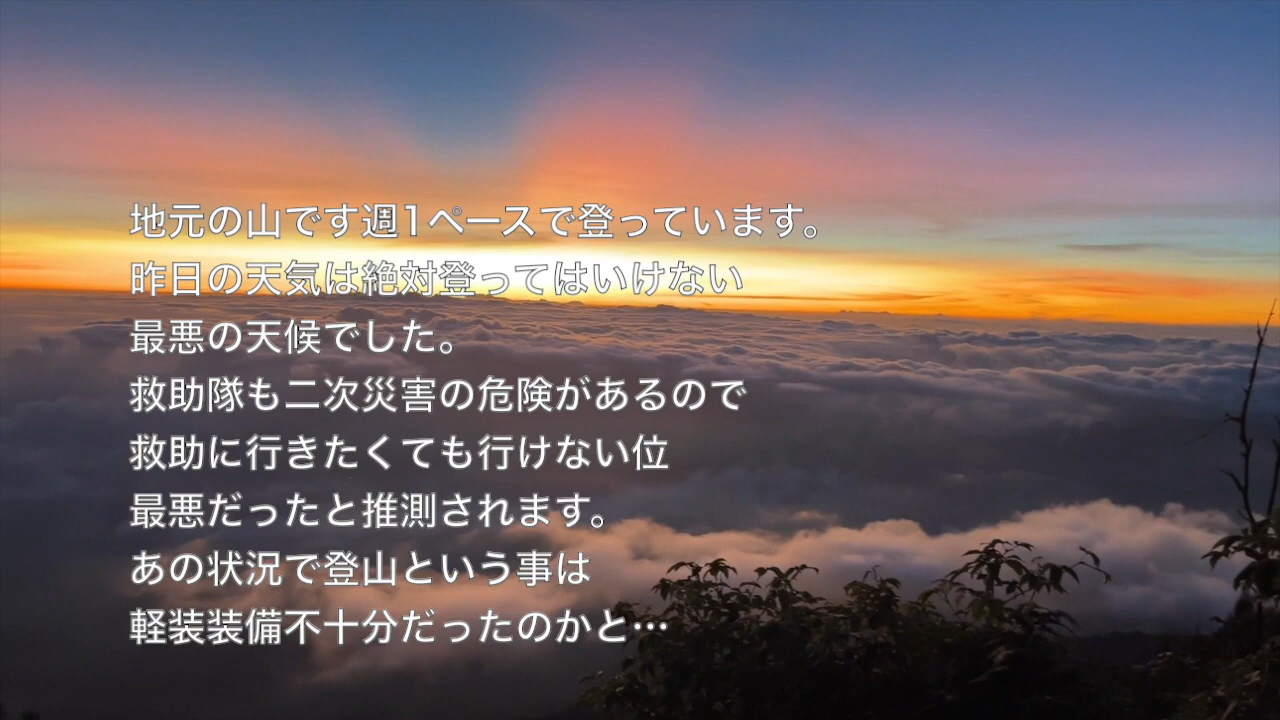 地元の山です週1ペースで登っています。
昨日の天気は絶対登ってはいけない
最悪の天候でした。
救助隊も二次災害の危険があるので
救助に行きたくても行けない位
最悪だったと推測されます。
あの状況で登山という事は
軽装装備不十分だったのかと…